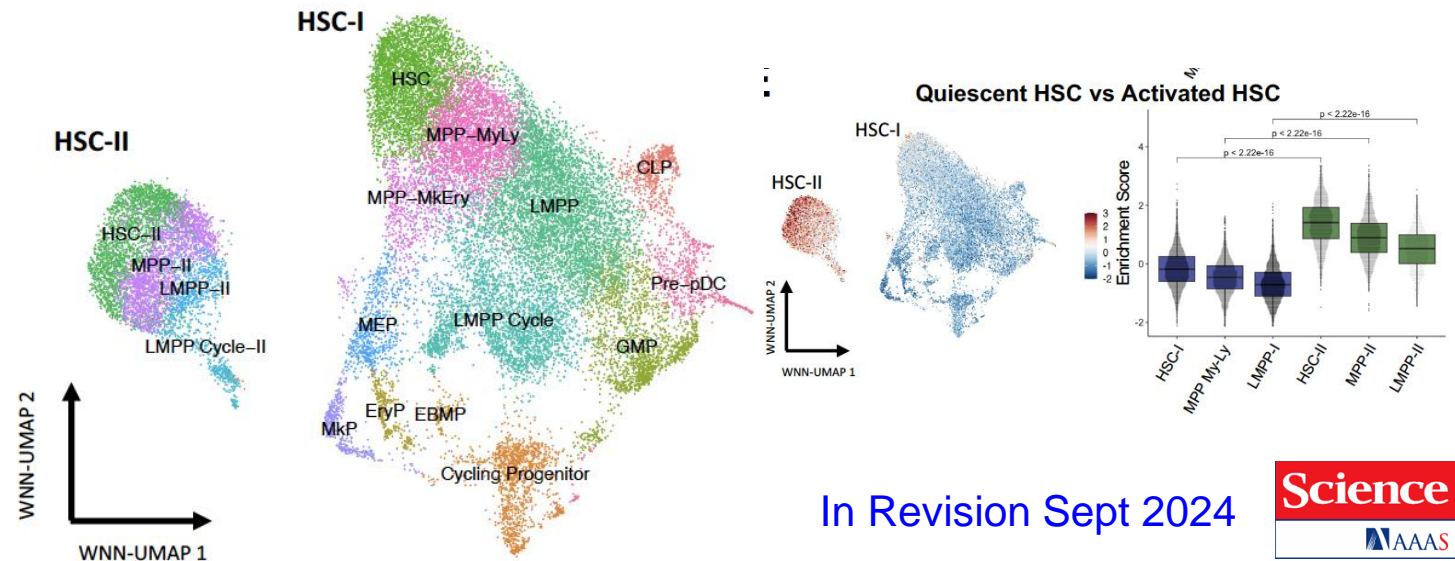 HSC-II
HSC–II
MPP–II
LMPP–II
LMPP Cycle–II
WNN-UMAP 2
WNN-UMAP 1
HSC-I
HSC
MPP–MyLy
MPP–MkEry
LMPP
CLP
Pre–pDC
MEP
LMPP Cycle
GMP
EryP
EBMP
MkP
Cycling Progenitor
Quiescent HSC vs Activated HSC
HSC-I
HSC-II
WNN-UMAP 2
WNN-UMAP 1
3
2
1
0
-1
-2
Enrichment Score
4
2
0
-2
p < 2.22e-16
p < 2.22e-16
p < 2.22e-16
HSC-I
MPP My-Ly
LMPP-I
HSC-II
MPP-II
LMPP-II
In Revision Sept 2024
Science
AAAS